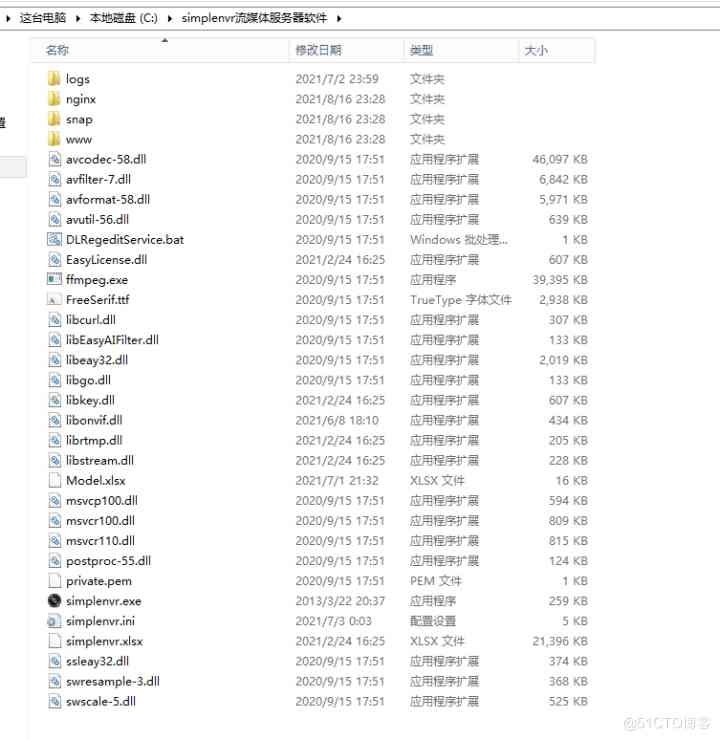 这台电脑 本地磁盘 (C:) simplenvr流媒体服务器软件
名称 修改日期 类型 大小
logs 2021/7/2 23:59 文件夹
nginx 2021/8/16 23:28 文件夹
snap 2021/8/16 23:28 文件夹
www 2021/8/16 23:28 文件夹
avcodec-58.dll 2020/9/15 17:51 应用程序扩展 46,097 KB
avfilter-7.dll 2020/9/15 17:51 应用程序扩展 6,842 KB
avformat-58.dll 2020/9/15 17:51 应用程序扩展 5,971 KB
avutil-56.dll 2020/9/15 17:51 应用程序扩展 639 KB
DLRegeditService.bat 2020/9/15 17:51 Windows 批处理... 1 KB
EasyLicense.dll 2021/2/24 16:25 应用程序扩展 607 KB
ffmpeg.exe 2020/9/15 17:51 应用程序 39,395 KB
FreeSerif.ttf 2020/9/15 17:51 TrueType 字体文件 2,938 KB
libcurl.dll 2020/9/15 17:51 应用程序扩展 307 KB
libEasyAIFilter.dll 2020/9/15 17:51 应用程序扩展 133 KB
libeay32.dll 2020/9/15 17:51 应用程序扩展 2,019 KB
libgo.dll 2020/9/15 17:51 应用程序扩展 133 KB
libkey.dll 2021/2/24 16:25 应用程序扩展 607 KB
libonvif.dll 2021/6/8 18:10 应用程序扩展 434 KB
librtmp.dll 2021/2/24 16:25 应用程序扩展 205 KB
libstream.dll 2021/2/24 16:25 应用程序扩展 228 KB
Model.xlsx 2021/7/1 21:32 XLSX 文件 16 KB
msvcp100.dll 2020/9/15 17:51 应用程序扩展 594 KB
msvcr100.dll 2020/9/15 17:51 应用程序扩展 809 KB
msvcr110.dll 2020/9/15 17:51 应用程序扩展 815 KB
postproc-55.dll 2020/9/15 17:51 应用程序扩展 124 KB
private.pem 2020/9/15 17:51 PEM 文件 1 KB
simplenvr.exe 2013/3/22 20:37 应用程序 259 KB
simplenvr.ini 2021/7/3 0:03 配置设置 5 KB
simplenvr.xlsx 2021/2/24 16:25 XLSX 文件 21,396 KB
ssleay32.dll 2020/9/15 17:51 应用程序扩展 374 KB
swresample-3.dll 2020/9/15 17:51 应用程序扩展 368 KB
swscale-5.dll 2020/9/15 17:51 应用程序扩展 525 KB
@51CTO博客